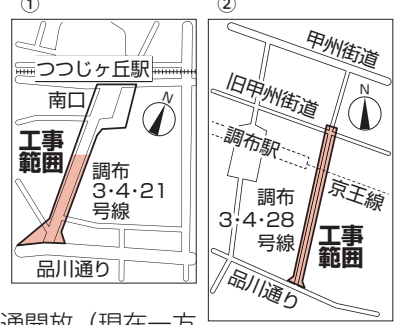 ①
つつじヶ丘駅
南口
N
工事
範囲
調布
3・4・21
号線
品川通り
②
甲州街道
旧甲州街道
N
調布駅
京王線
調布
3・4・28
号線
工事
範囲
品川通り
通開放（現在一方